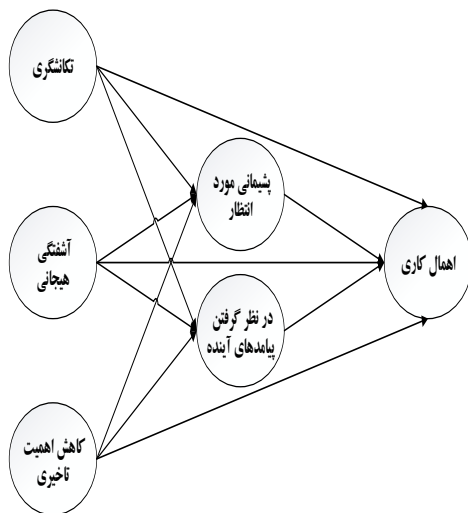 تکانشگری
پشیمانی مورد
انتظار
آشفتگی
هیجانی
اهمال کاری
در نظر گرفتن
پیامدهای آینده
کاهش اهمیت
تاخیری